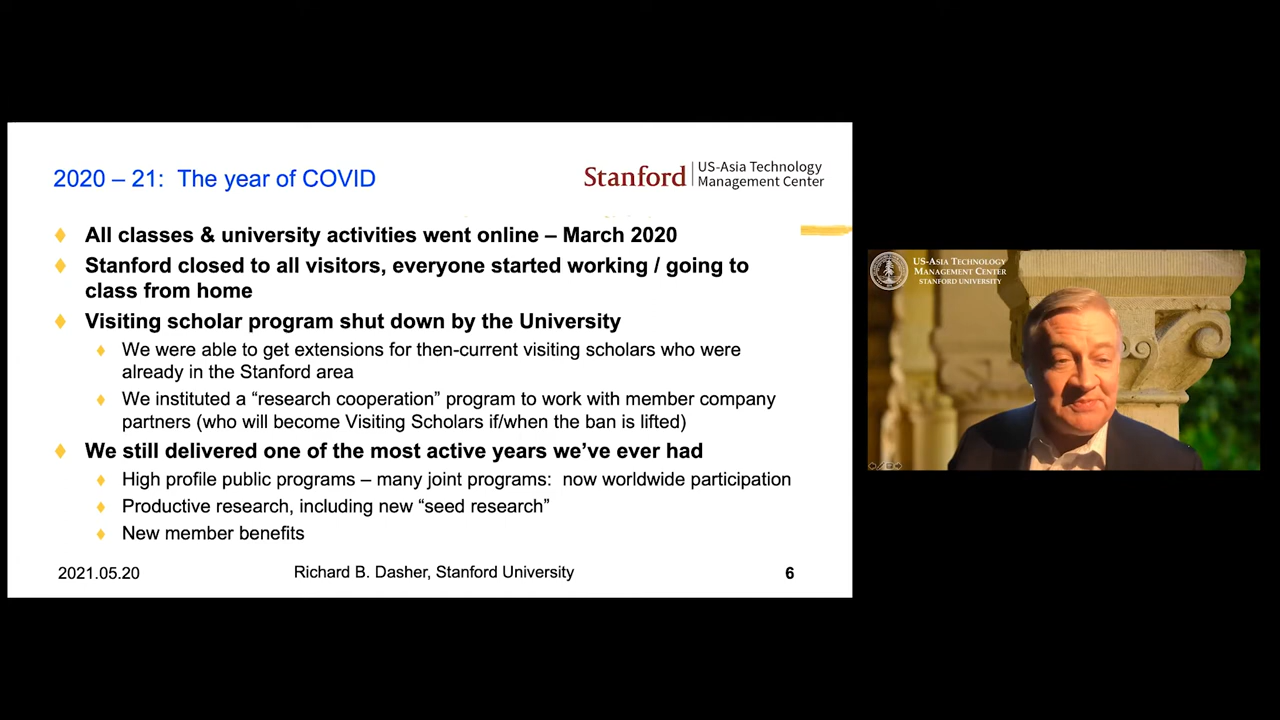 2020 – 21:  The year of COVID
Stanford
US-Asia Technology
Management Center
All classes & university activities went online – March 2020
Stanford closed to all visitors, everyone started working / going to
class from home
Visiting scholar program shut down by the University
We were able to get extensions for then-current visiting scholars who were
already in the Stanford area
We instituted a “research cooperation” program to work with member company
partners (who will become Visiting Scholars if/when the ban is lifted)
We still delivered one of the most active years we’ve ever had
High profile public programs – many joint programs:  now worldwide participation
Productive research, including new “seed research”
New member benefits
2021.05.20
Richard B. Dasher, Stanford University
6
US-ASIA TECHNOLOGY
MANAGEMENT CENTER
STANFORD UNIVERSITY